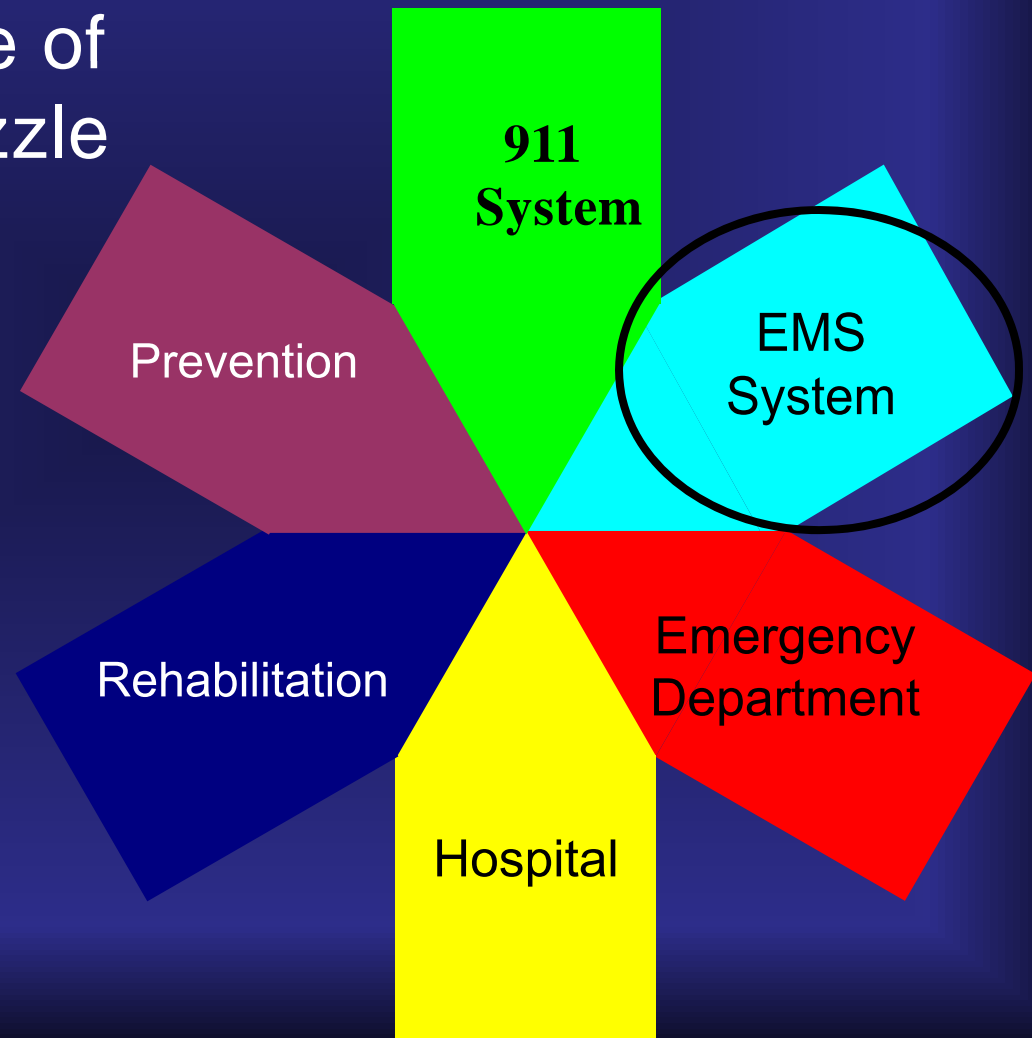 e of
zzle
911
System
EMS
System
Prevention
Emergency
Department
Rehabilitation
Hospital